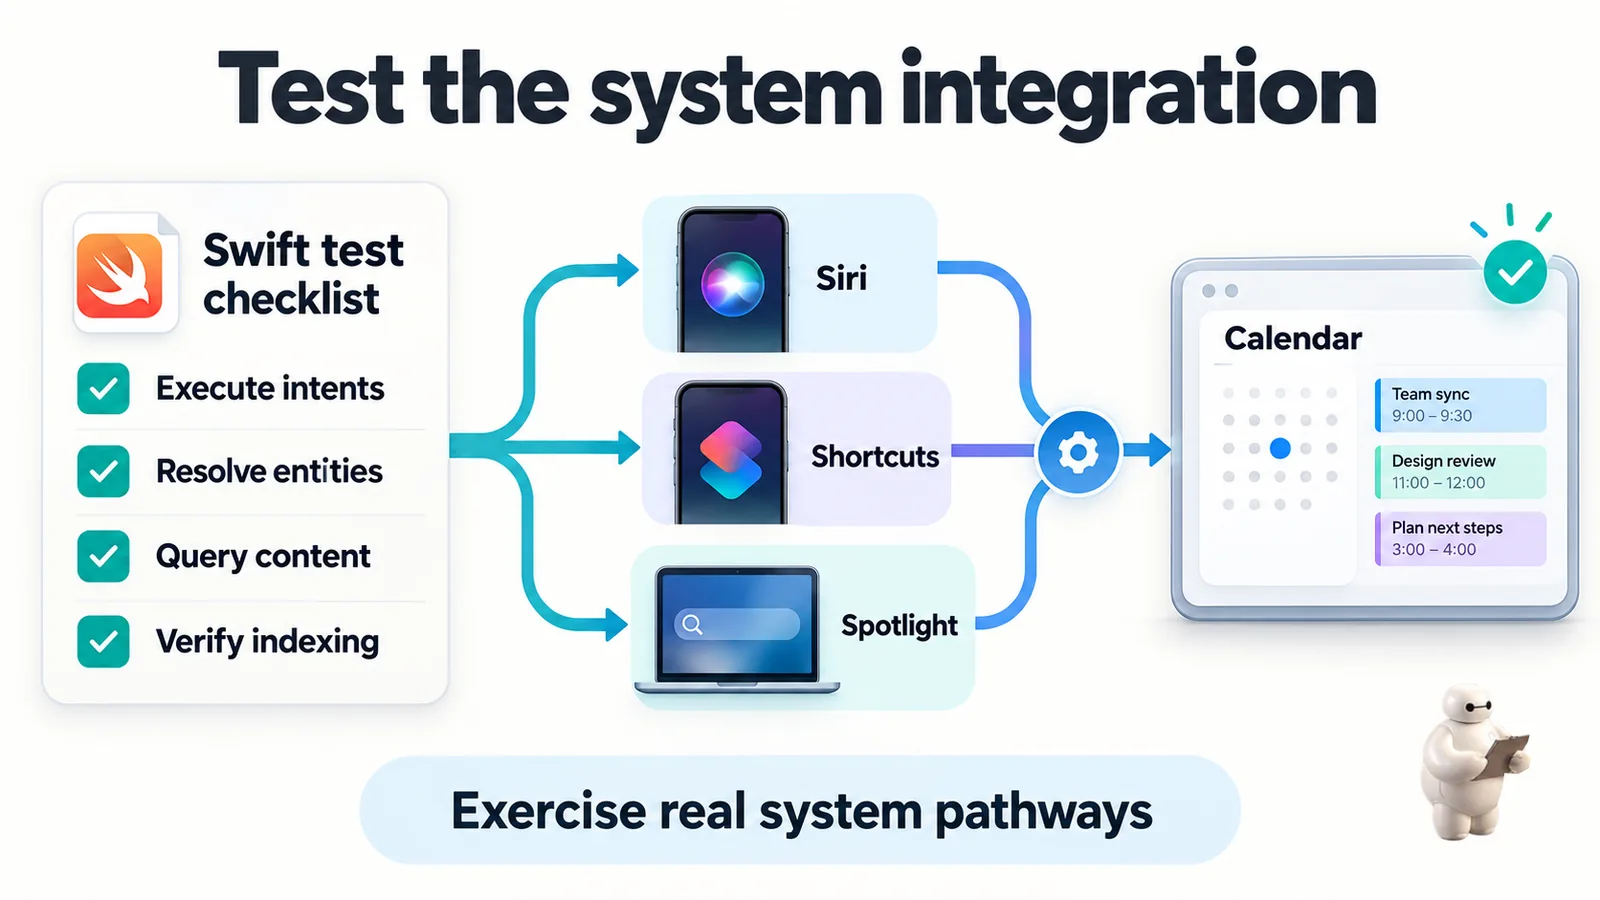 Test the system integration
Swift test
checklist
Execute intents
Resolve entities
Query content
Verify indexing
Siri
Shortcuts
Spotlight
Calendar
Team sync
9:00 – 9:30
Design review
11:00 – 12:00
Plan next steps
3:00 – 4:00
Exercise real system pathways